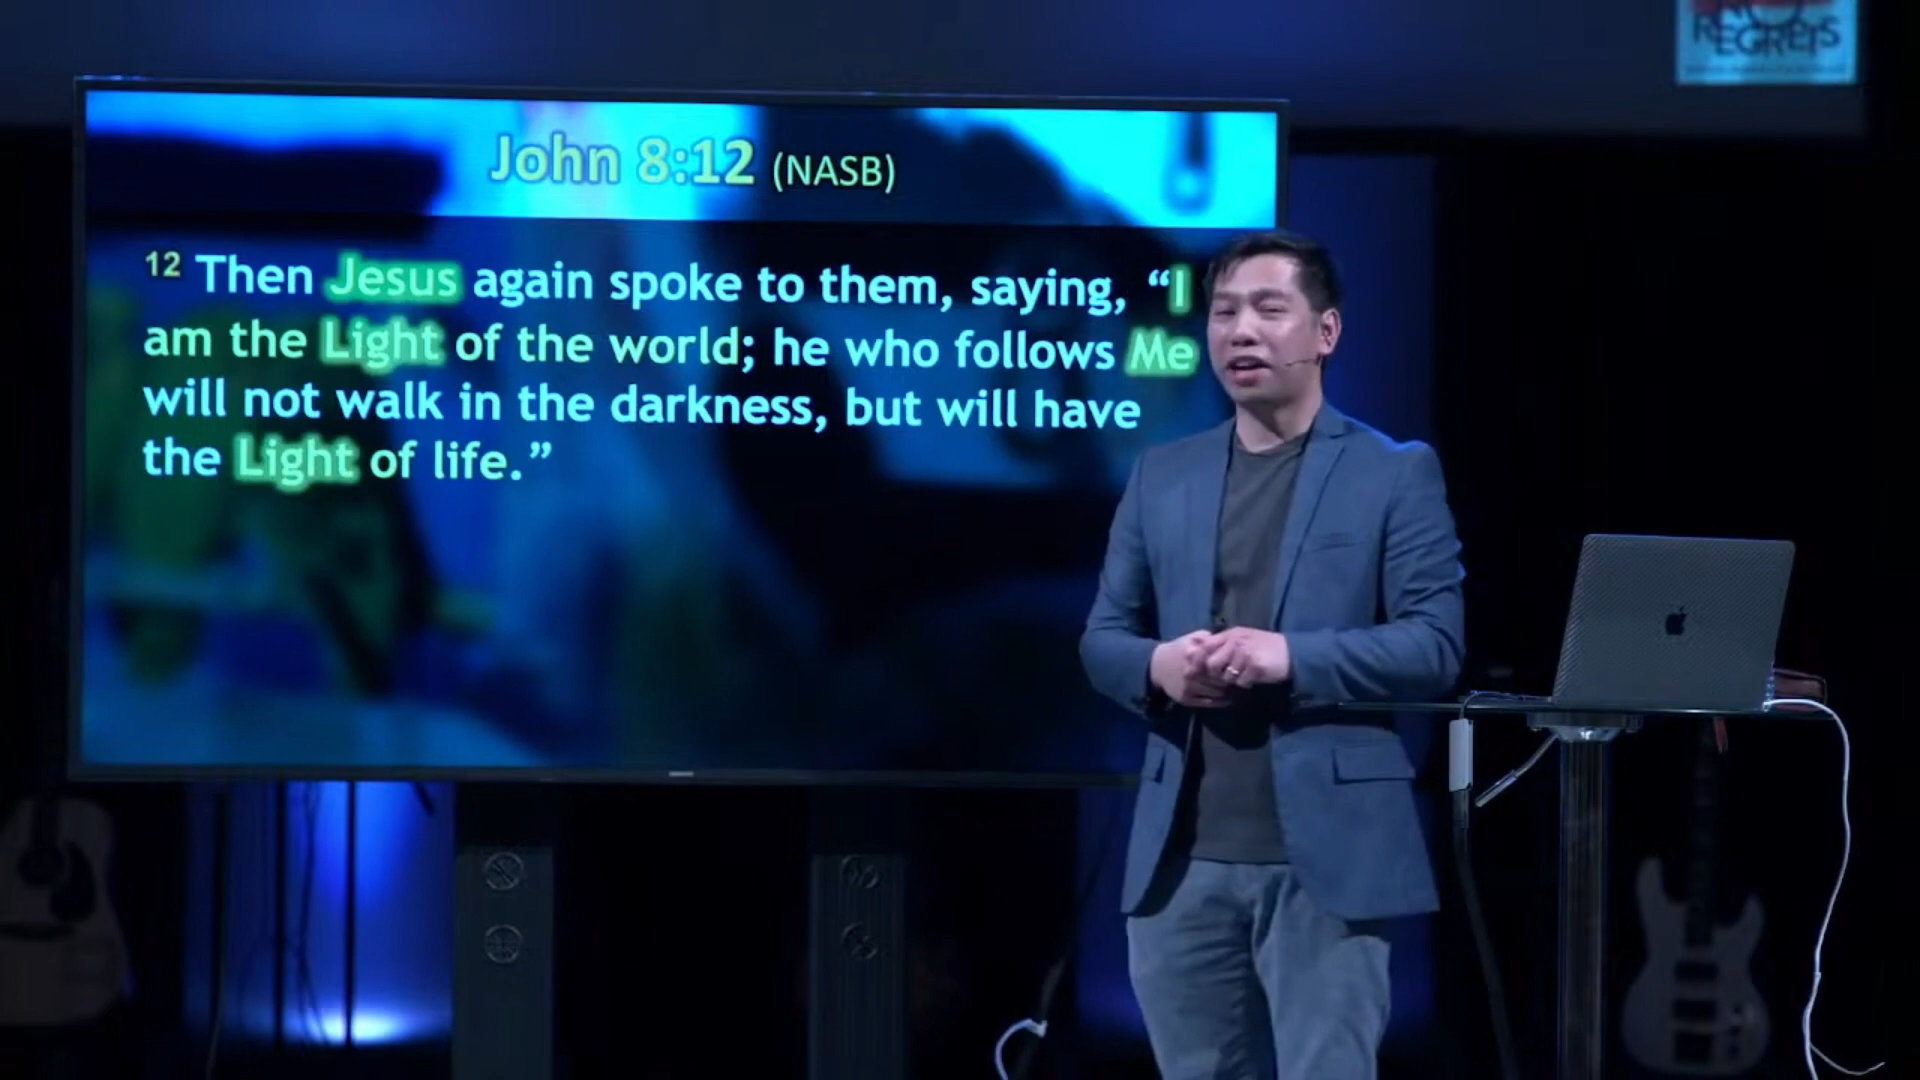 REGRETS
John 8:12 (NASB)
12 Then Jesus again spoke to them, saying, “I
am the Light of the world; he who follows Me
will not walk in the darkness, but will have
the Light of life.”